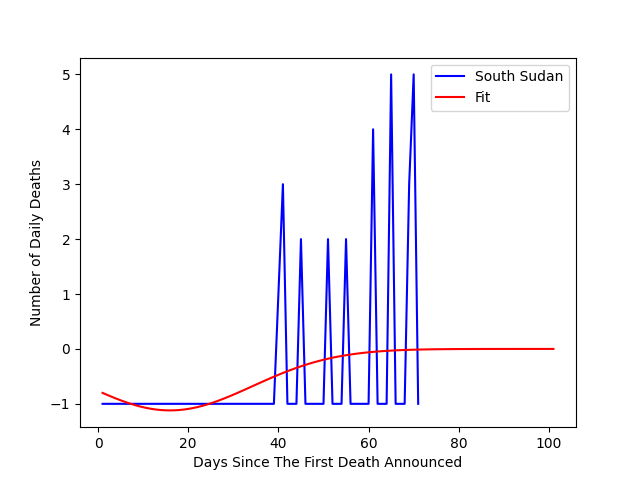 South Sudan
Fit
5
4
3
2
1
0
−1
Number of Daily Deaths
0 20 40 60 80 100
Days Since The First Death Announced